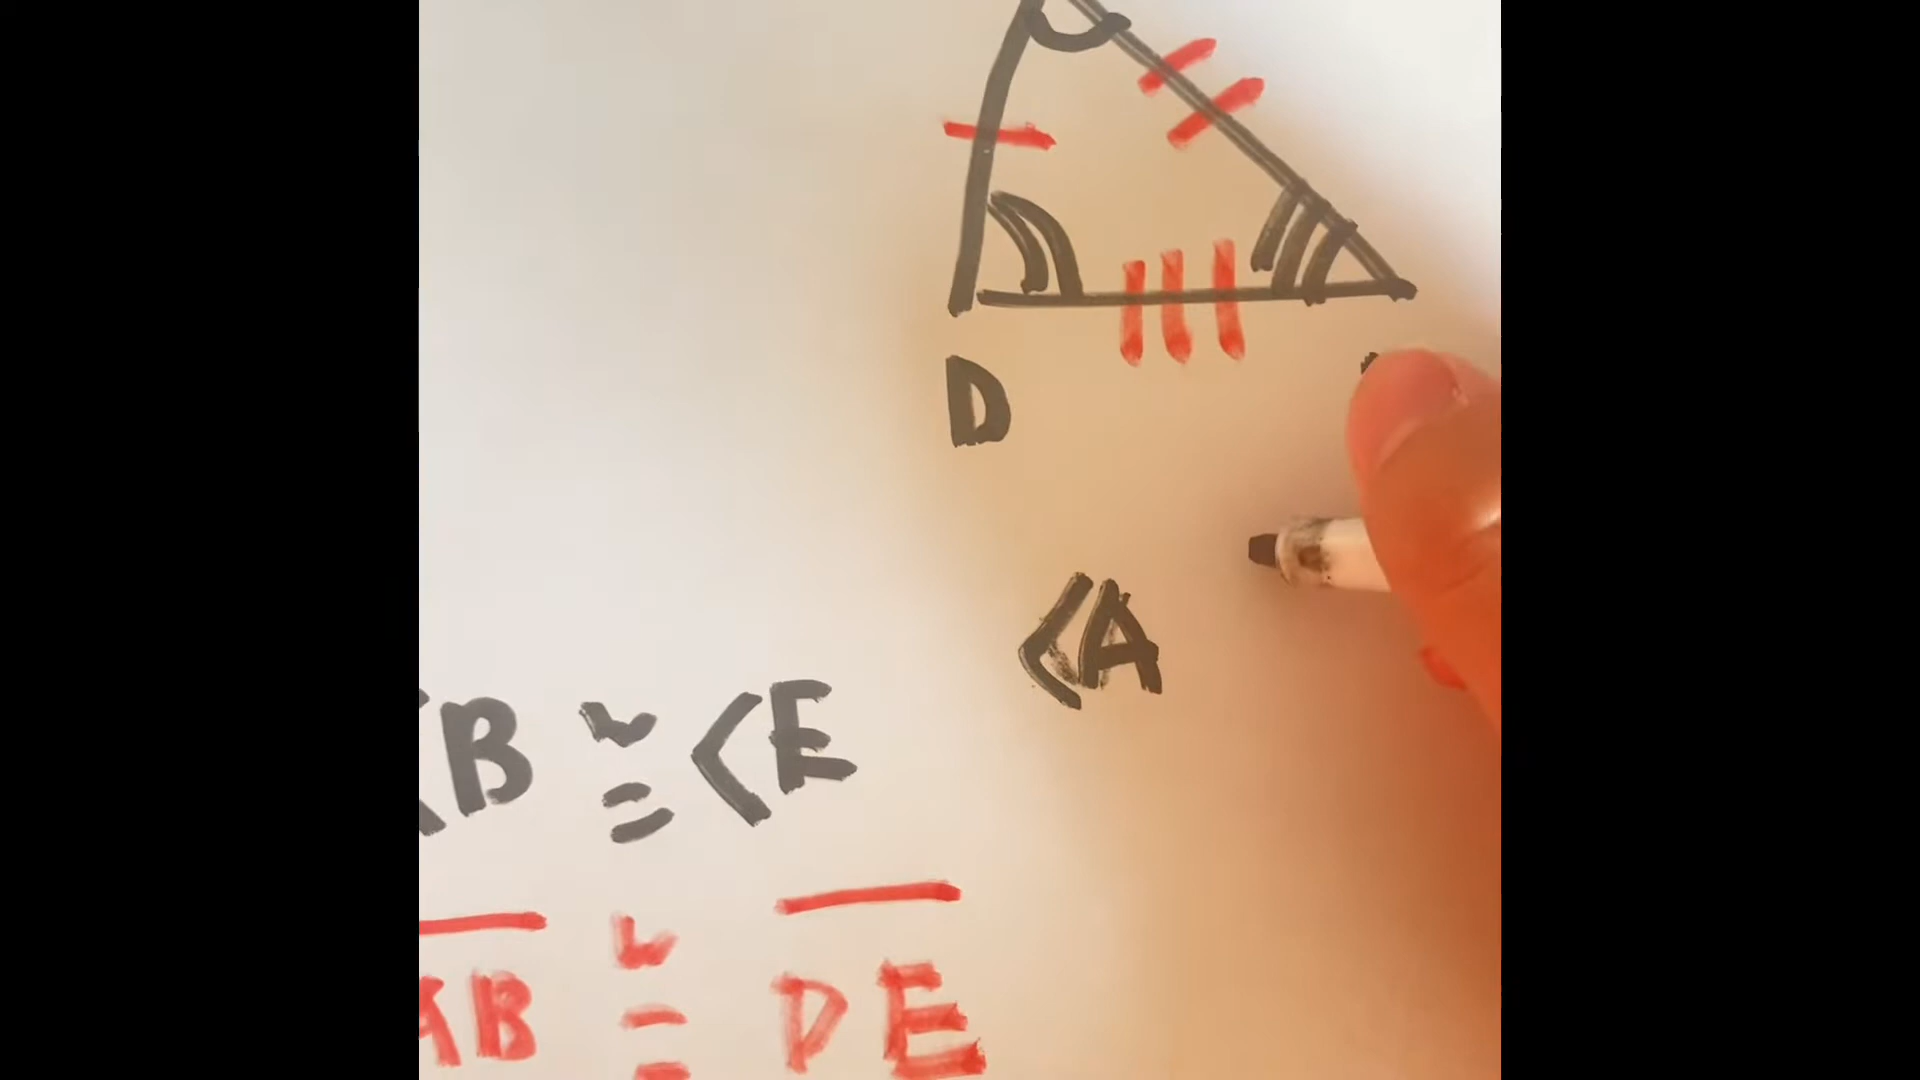 D
<A
<B ≅ <E
AB ≅ DE